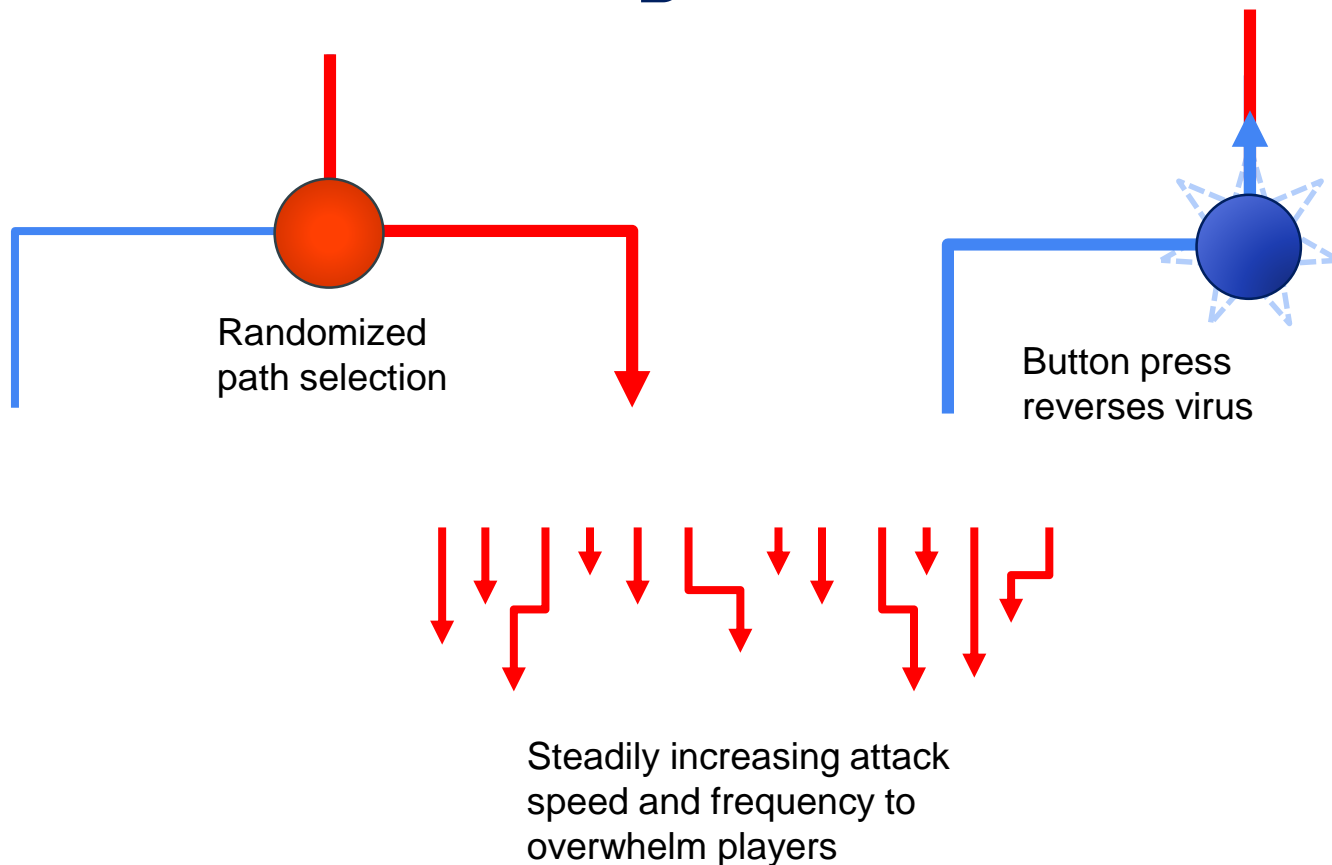 Randomized
path selection
Button press
reverses virus
Steadily increasing attack
speed and frequency to
overwhelm players